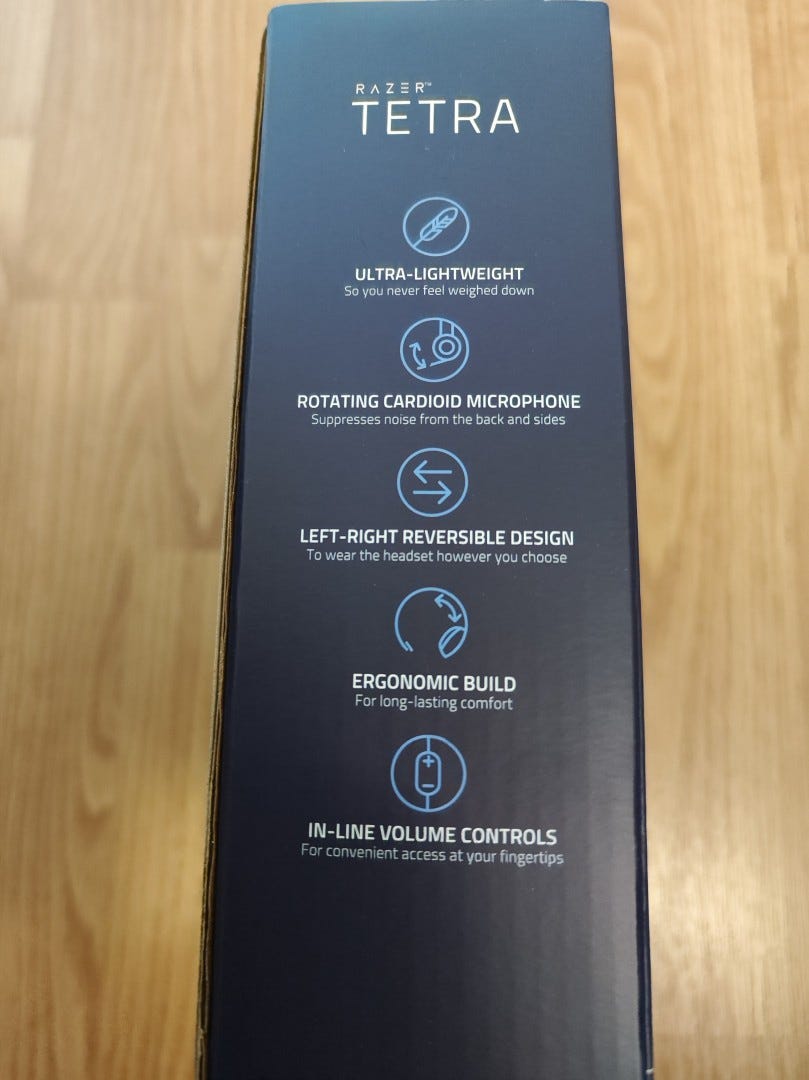 RAZER™
TETRA
ULTRA-LIGHTWEIGHT
So you never feel weighed down
ROTATING CARDIOID MICROPHONE
Suppresses noise from the back and sides
LEFT-RIGHT REVERSIBLE DESIGN
To wear the headset however you choose
ERGONOMIC BUILD
For long-lasting comfort
IN-LINE VOLUME CONTROLS
For convenient access at your fingertips